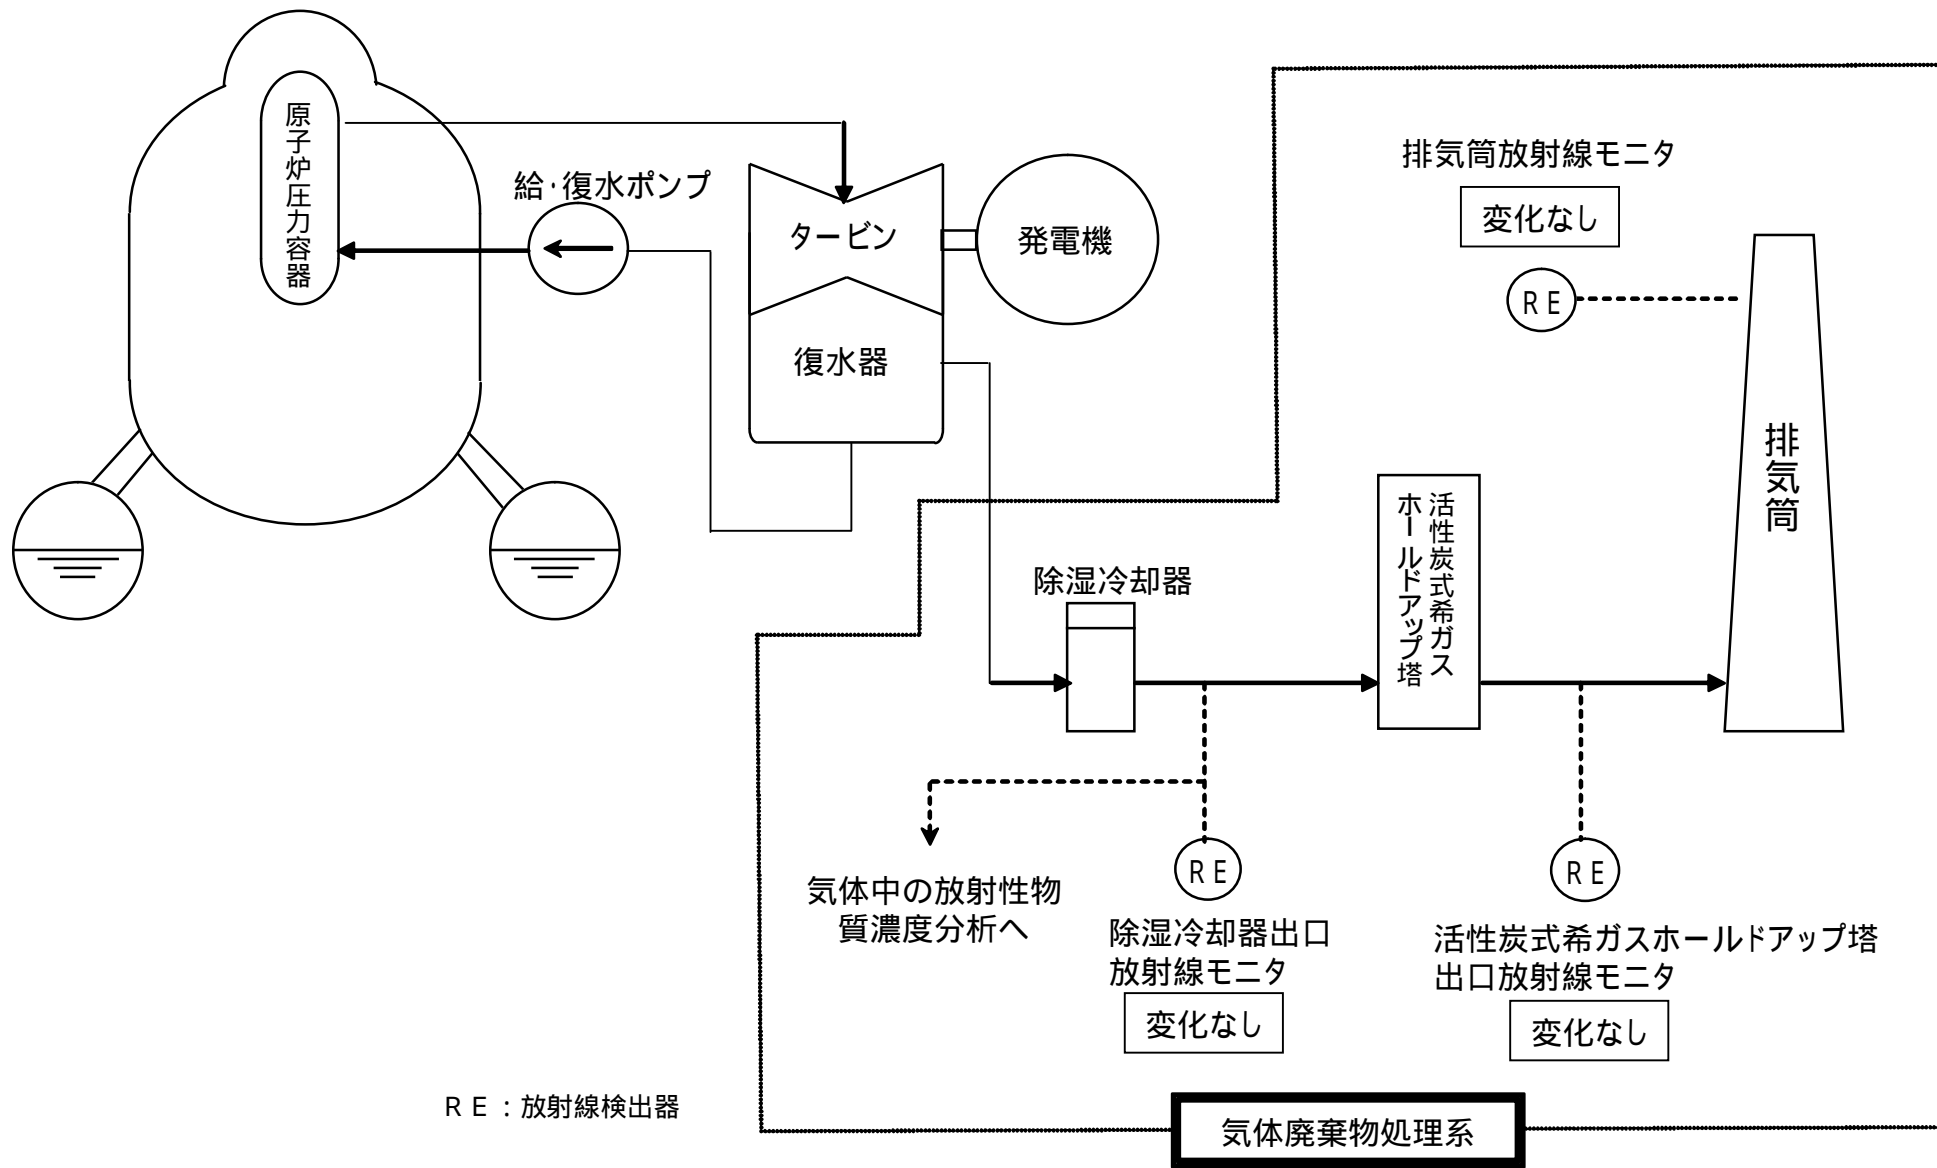 原子炉圧力容器
給・復水ポンプ
タービン
発電機
復水器
排気筒放射線モニタ
変化なし
ＲＥ
排気筒
除湿冷却器
活性炭式希ガス
ホールドアップ塔
気体中の放射性物
質濃度分析へ
ＲＥ
除湿冷却器出口
放射線モニタ
変化なし
ＲＥ
活性炭式希ガスホールドアップ塔
出口放射線モニタ
変化なし
ＲＥ：放射線検出器
気体廃棄物処理系